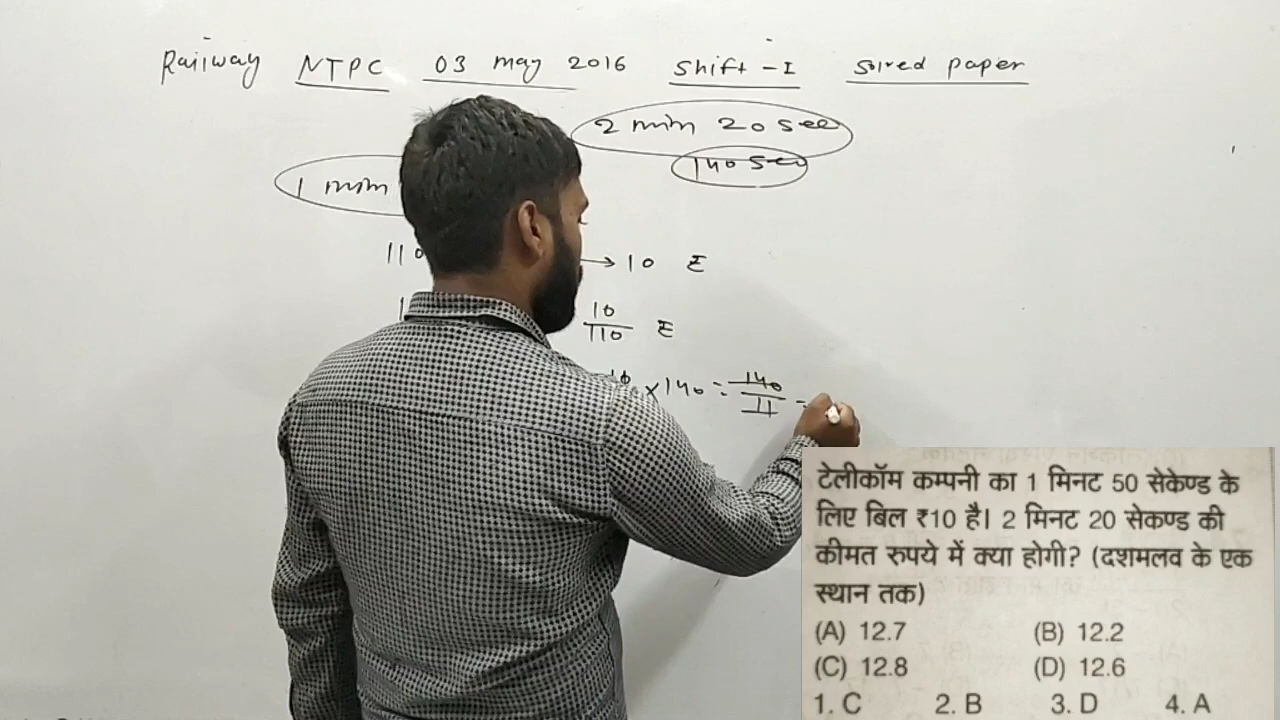 Railway NTPC 03 may 2016 Shift-I Solved paper
2 min 20 sec
140 sec
1 min
110 → 10 ₹
1 10/110 ₹
10 × 140 = 140/11 =
टेलीकॉम कम्पनी का 1 मिनट 50 सेकेण्ड के
लिए बिल ₹10 है। 2 मिनट 20 सेकण्ड की
कीमत रुपये में क्या होगी? (दशमलव के एक
स्थान तक)
(A) 12.7 (B) 12.2
(C) 12.8 (D) 12.6
1. C 2. B 3. D 4. A